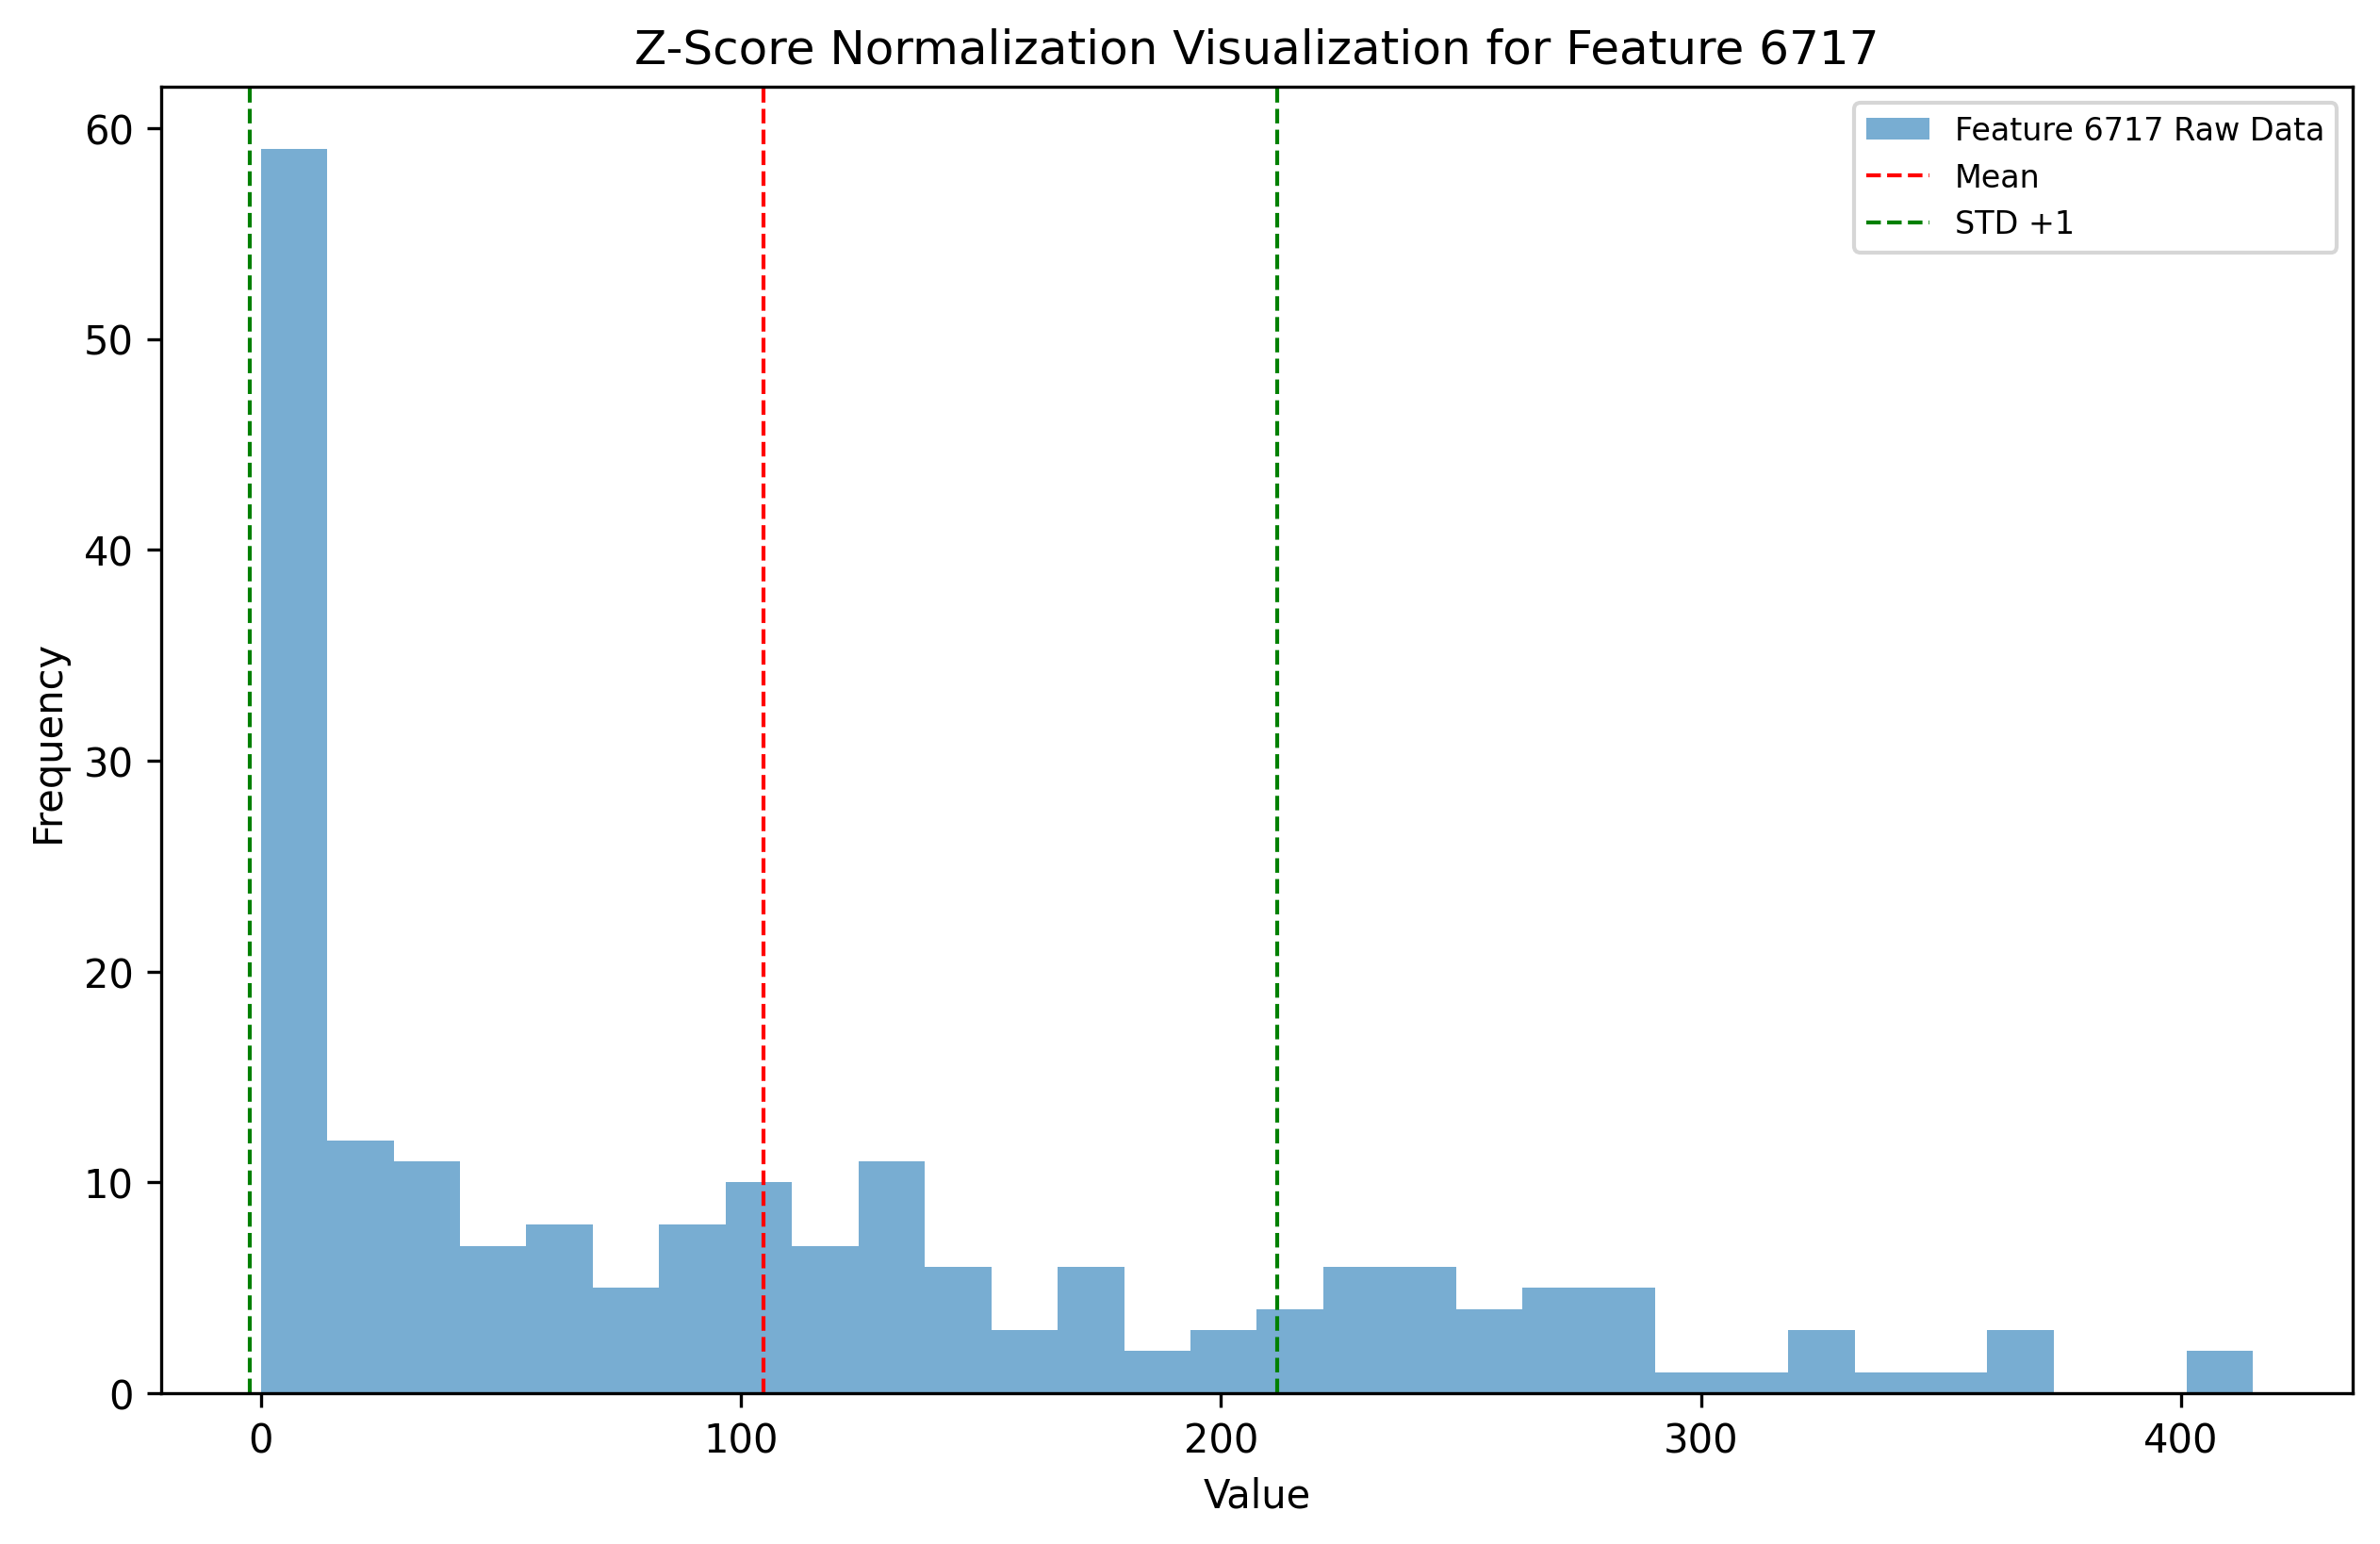 Z-Score Normalization Visualization for Feature 6717
Feature 6717 Raw Data
Mean
STD +1
Frequency
60
50
40
30
20
10
0
0 100 200 300 400
Value